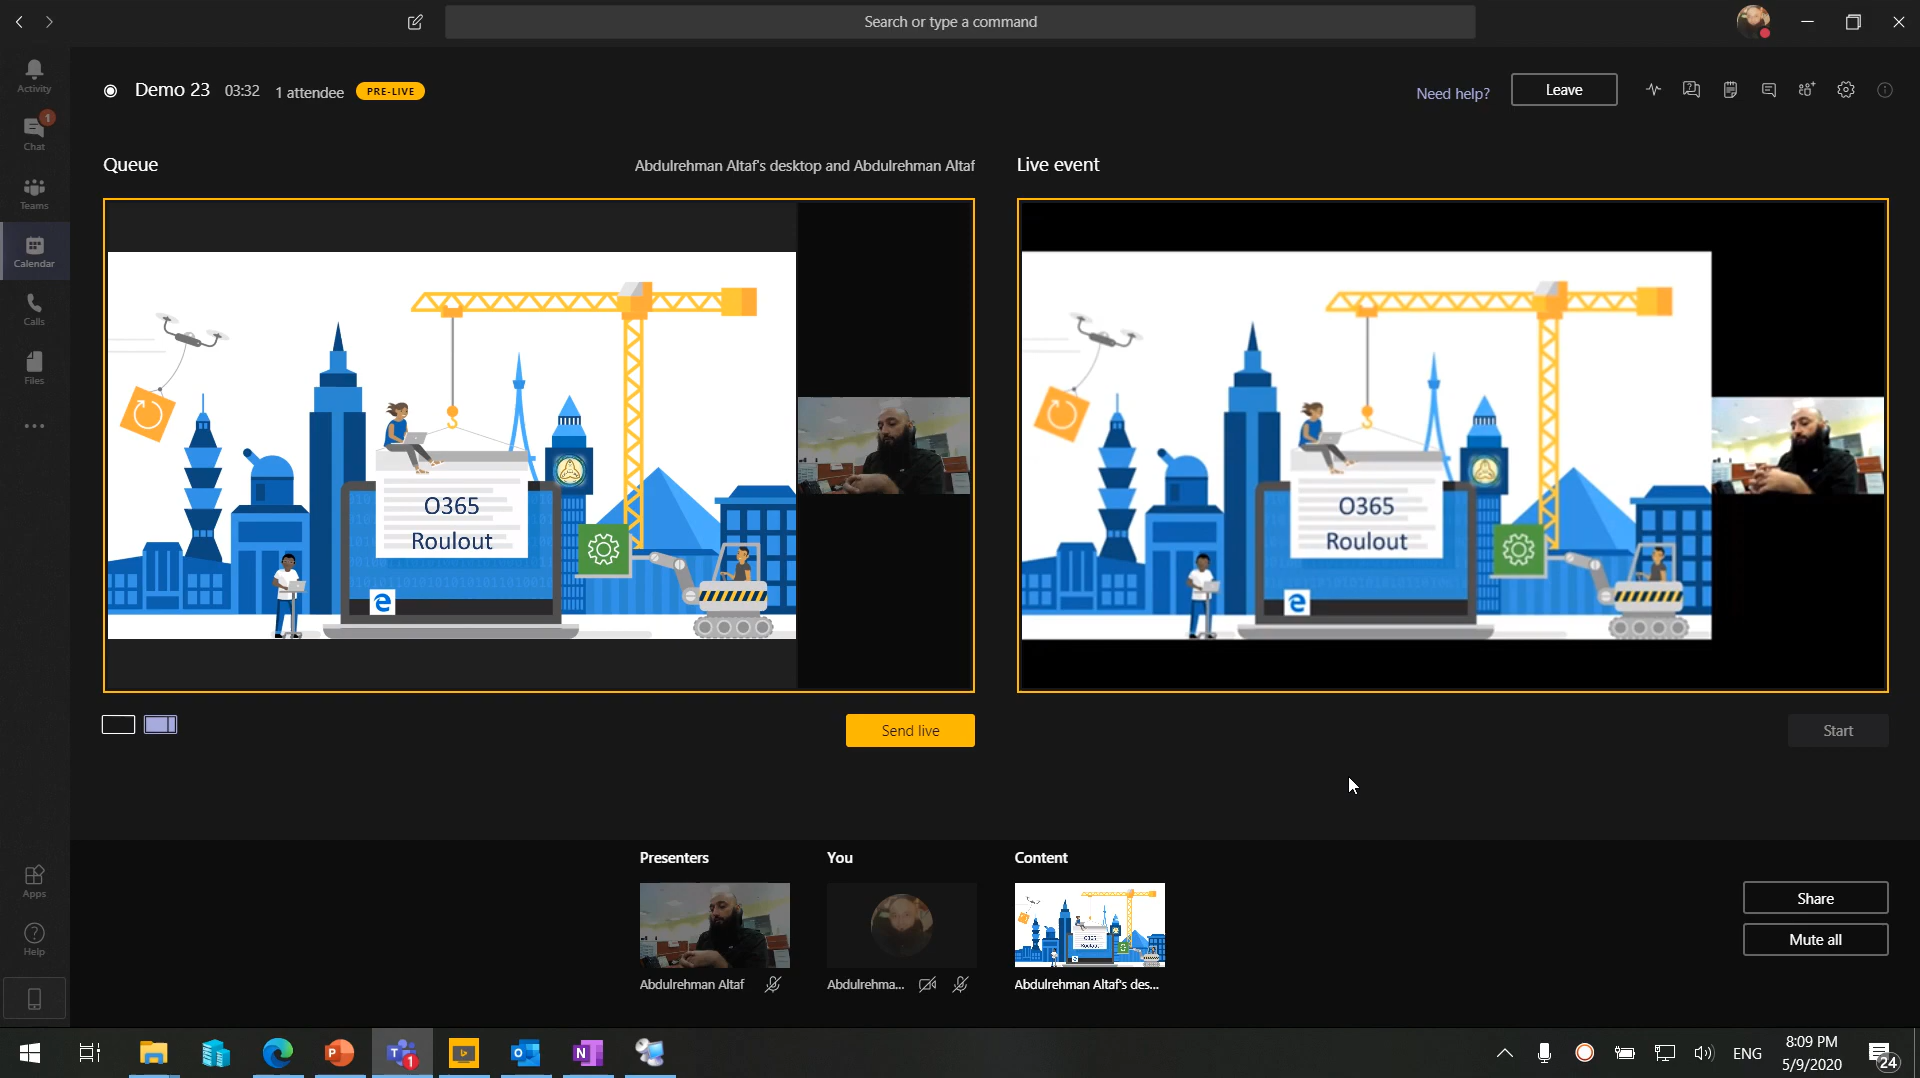 Search or type a command
Activity
Demo 23 03:32 1 attendee PRE-LIVE
Need help?
Leave
1
Chat
Queue
Abdulrehman Altaf's desktop and Abdulrehman Altaf
Live event
Teams
Calendar
Calls
Files
O365
Roulout
O365
Roulout
Send live
Start
Presenters
You
Content
Apps
Share
Help
Mute all
Abdulrehman Altaf
Abdulrehma...
Abdulrehman Altaf's des...
1
ENG
8:09 PM
5/9/2020
24